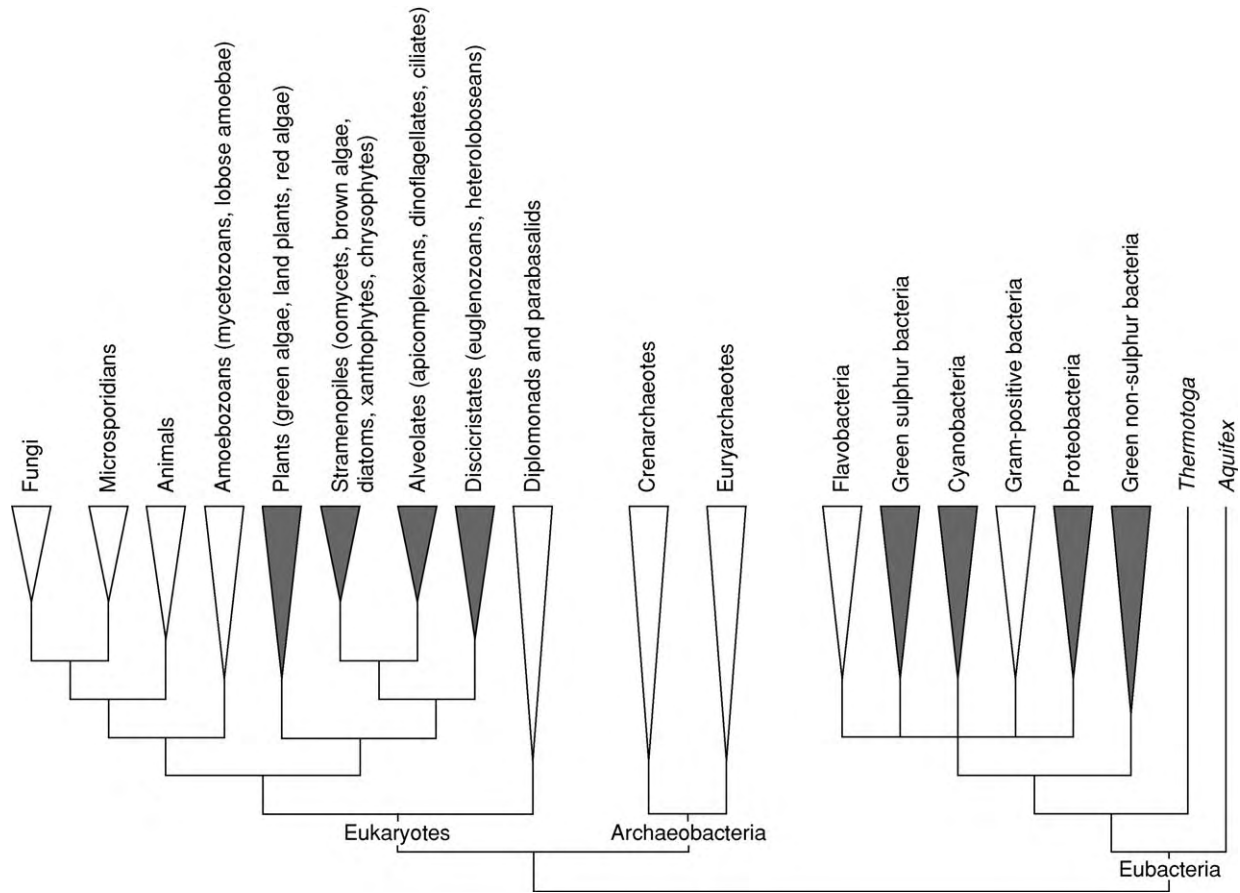 Fungi
Microsporidians
Animals
Amoebozoans (mycetozoans, lobose amoebae)
Plants (green algae, land plants, red algae)
Stramenopiles (oomycets, brown algae,
diatoms, xanthophytes, chrysophytes)
Alveolates (apicomplexans, dinoflagellates, ciliates)
Discicristates (euglenozoans, heteroloboseans)
Diplomonads and parabasalids
Crenarchaeotes
Euryarchaeotes
Flavobacteria
Green sulphur bacteria
Cyanobacteria
Gram-positive bacteria
Proteobacteria
Green non-sulphur bacteria
Thermotoga
Aquifex
Eukaryotes
Archaeobacteria
Eubacteria